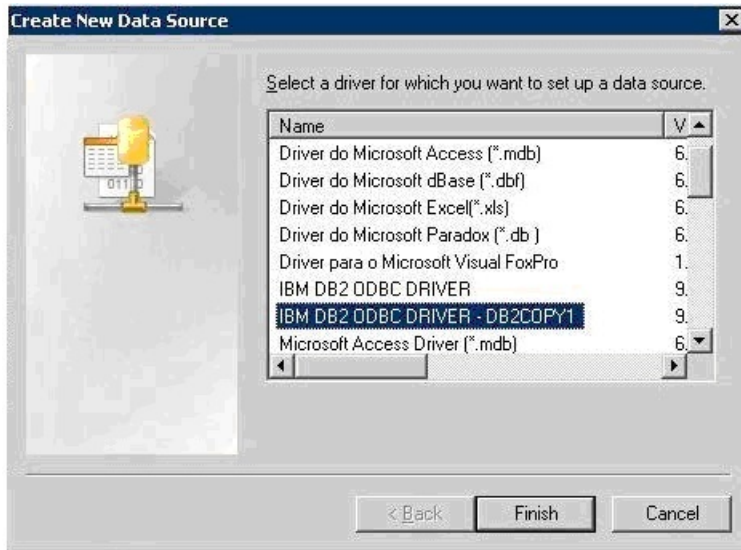 Create New Data Source
Select a driver for which you want to set up a data source.
Name V
Driver do Microsoft Access (*.mdb) 6.
Driver do Microsoft dBase (*.dbf) 6.
Driver do Microsoft Excel(*.xls) 6.
Driver do Microsoft Paradox (*.db ) 6.
Driver para o Microsoft Visual FoxPro 1.
IBM DB2 ODBC DRIVER 9.
IBM DB2 ODBC DRIVER - DB2COPY1 9.
Microsoft Access Driver (*.mdb) 6.
< Back Finish Cancel